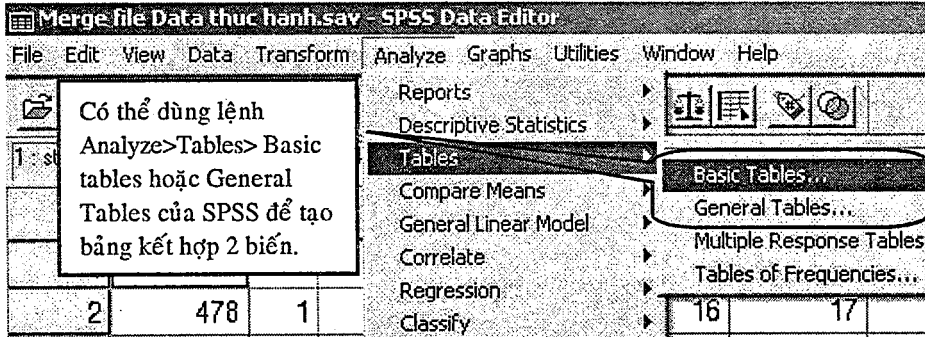 Merge file Data thuc hanh.sav - SPSS Data Editor
File Edit View Data Transform Analyze Graphs Utilities Window Help
Có thể dùng lệnh
Analyze>Tables> Basic
tables hoặc General
Tables của SPSS để tạo
bảng kết hợp 2 biến.
1 : st
Reports
Descriptive Statistics
Tables
Compare Means
General Linear Model
Correlate
Regression
Classify
Basic Tables...
General Tables...
Multiple Response Tables
Tables of Frequencies...
2 478 1 16 17